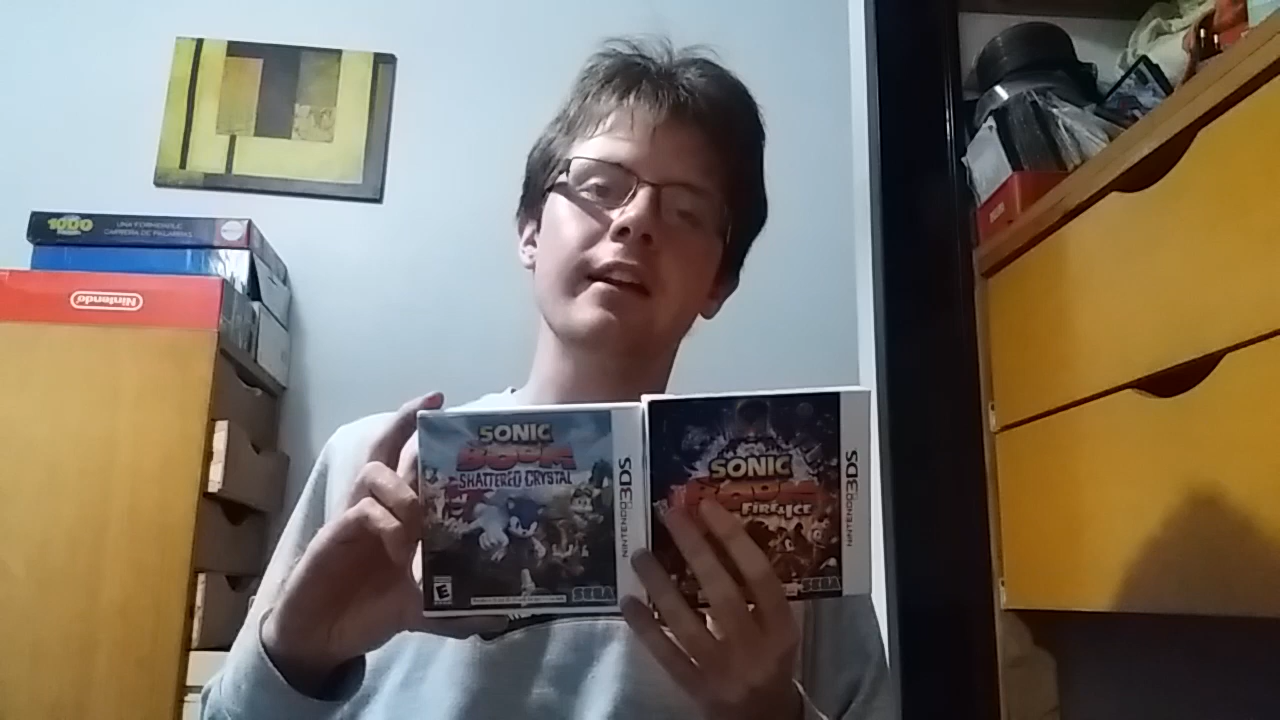 1000
UNA FORMIDABLE
CARRERA DE PALABRAS
Nintendo
SONIC
BOOM
SHATTERED CRYSTAL
NINTENDO 3DS
E
SEGA
SONIC
BOOM
FIRE & ICE
NINTENDO 3DS
SEGA